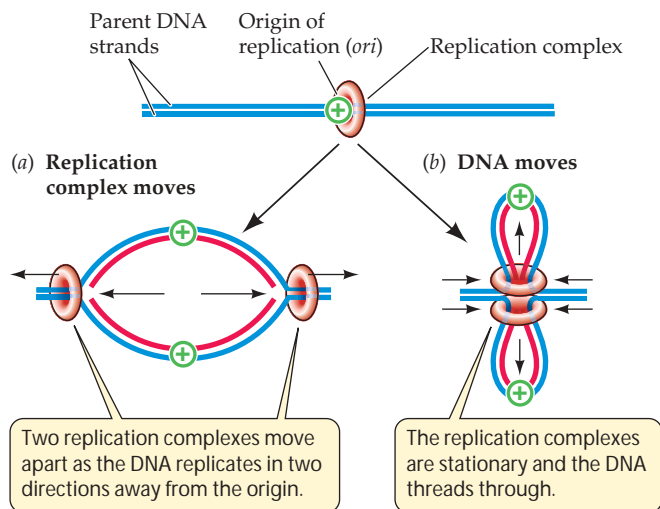 Parent DNA
strands
Origin of
replication (ori)
Replication complex
(a) Replication
complex moves
(b) DNA moves
Two replication complexes move
apart as the DNA replicates in two
directions away from the origin.
The replication complexes
are stationary and the DNA
threads through.